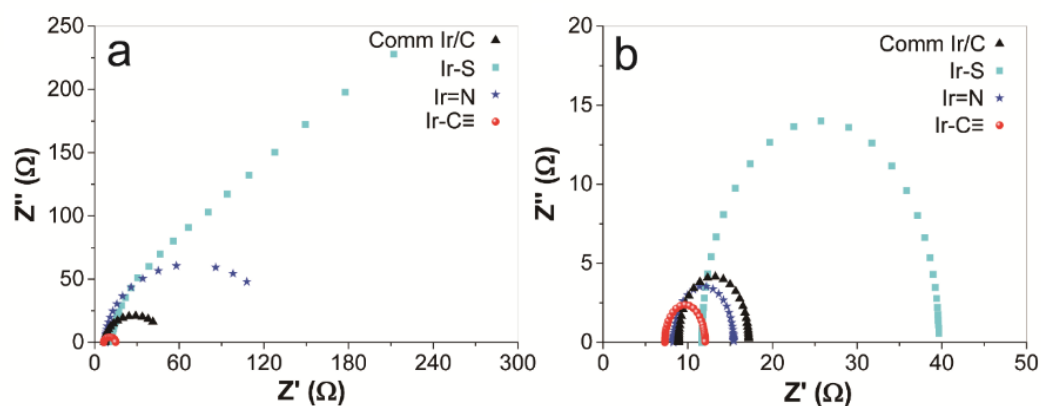 a
Comm Ir/C
Ir-S
Ir=N
Ir-C≡
250
200
150
100
50
0
0 60 120 180 240 300
Z'' (Ω)
Z' (Ω)
b
Comm Ir/C
Ir-S
Ir=N
Ir-C≡
20
15
10
5
0
0 10 20 30 40 50
Z'' (Ω)
Z' (Ω)